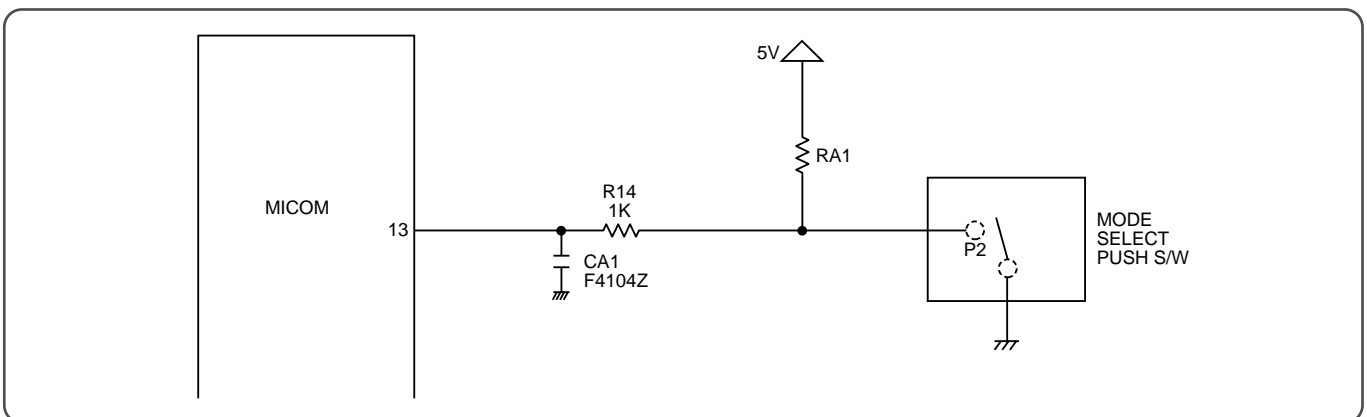 5V
RA1
MICOM
13
R14
1K
CA1
F4104Z
P2
MODE
SELECT
PUSH S/W